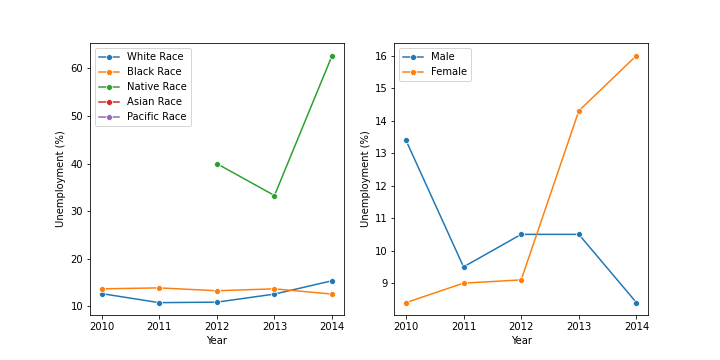 White Race
Black Race
Native Race
Asian Race
Pacific Race
60
50
40
30
20
10
Unemployment (%)
2010 2011 2012 2013 2014
Year
Male
Female
16
15
14
13
12
11
10
9
Unemployment (%)
2010 2011 2012 2013 2014
Year